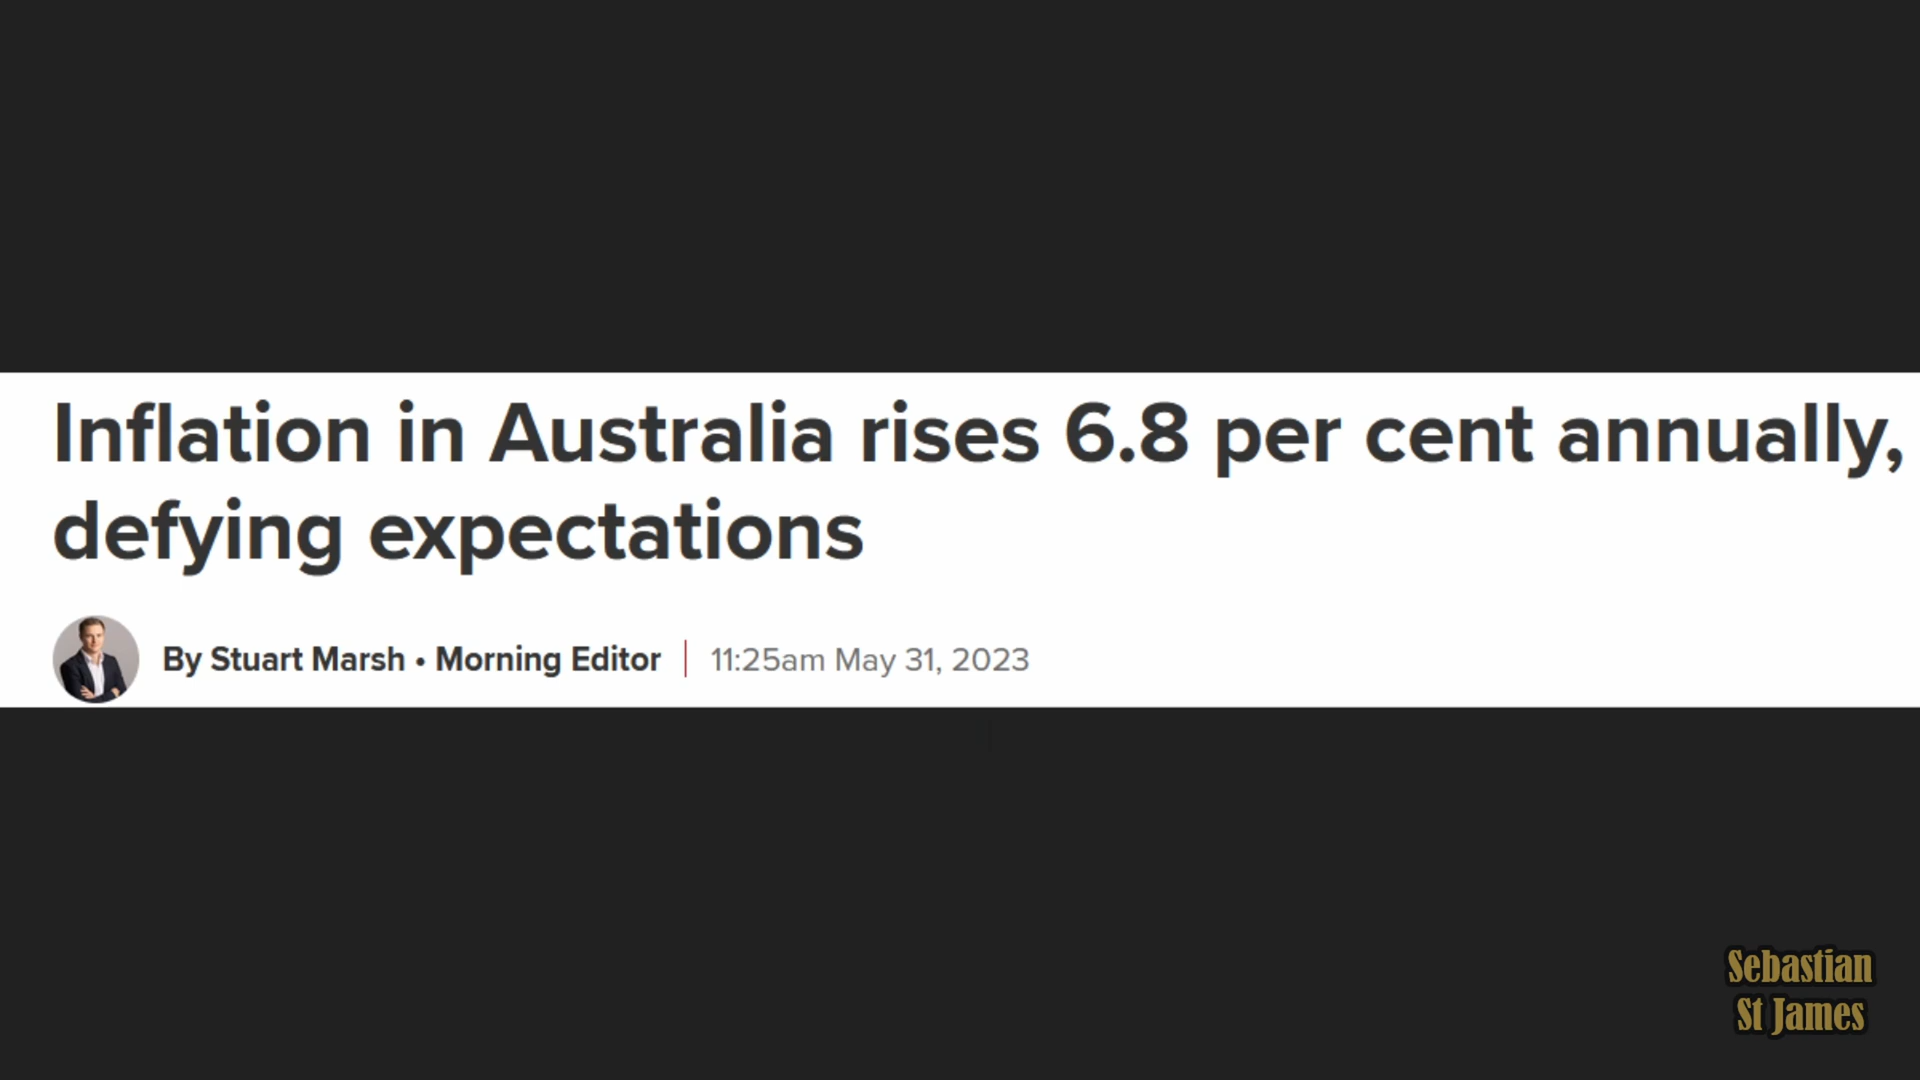 Inflation in Australia rises 6.8 per cent annually,
defying expectations
By Stuart Marsh • Morning Editor | 11:25am May 31, 2023
Sebastian
St James